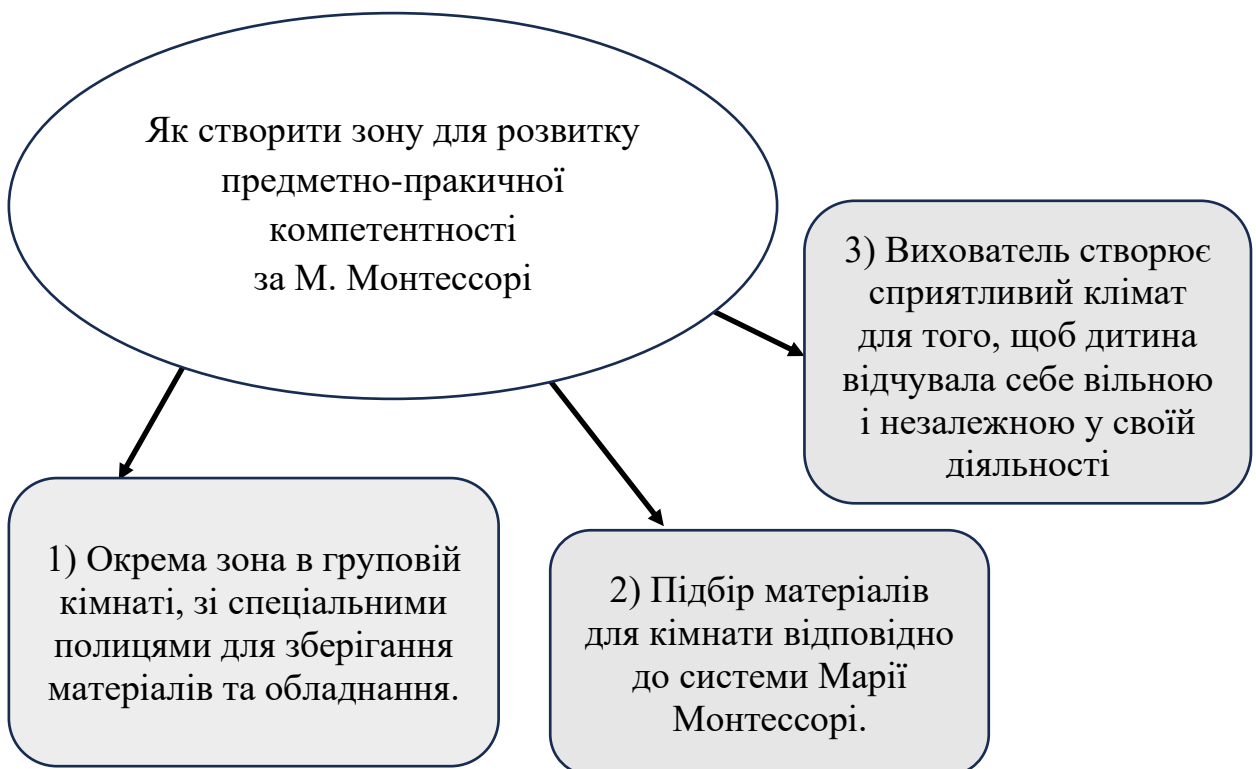 Як створити зону для розвитку
предметно-пракичної
компетентності
за М. Монтессорі
1) Окрема зона в груповій
кімнаті, зі спеціальними
полицями для зберігання
матеріалів та обладнання.
2) Підбір матеріалів
для кімнати відповідно
до системи Марії
Монтессорі.
3) Вихователь створює
сприятливий клімат
для того, щоб дитина
відчувала себе вільною
і незалежною у своїй
діяльності